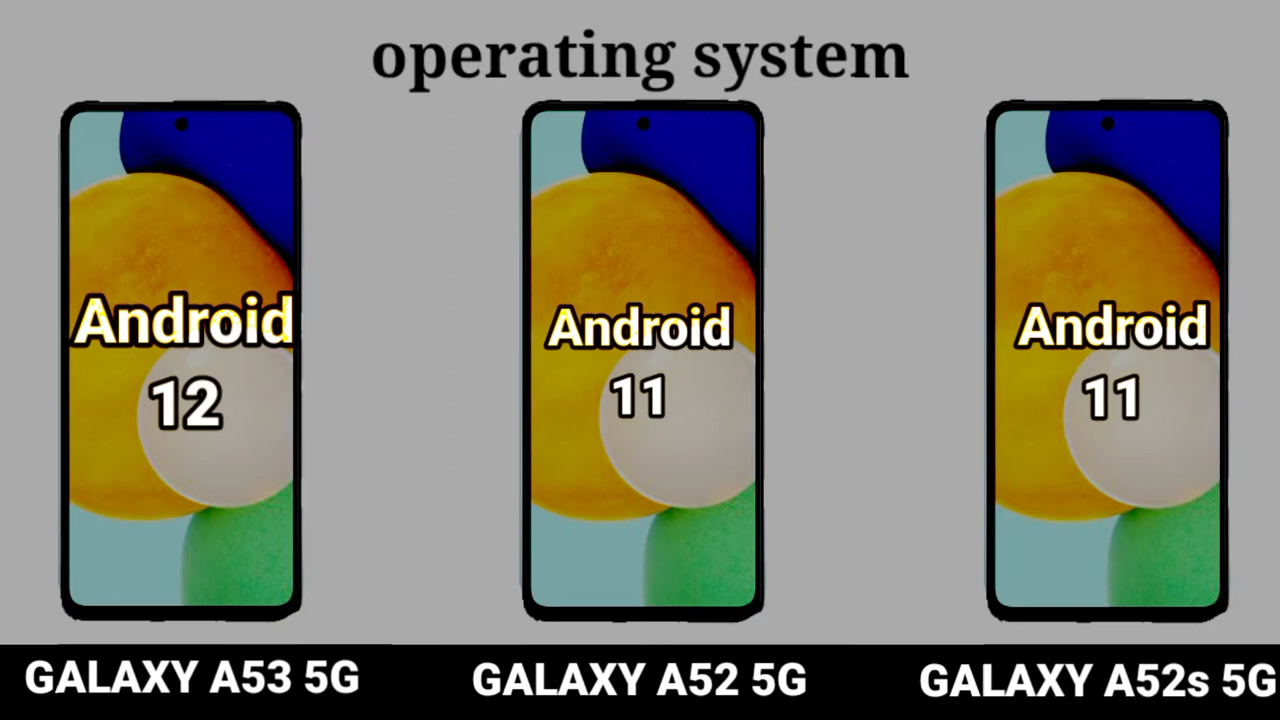 operating system
Android
12
Android
11
Android
11
GALAXY A53 5G
GALAXY A52 5G
GALAXY A52s 5G